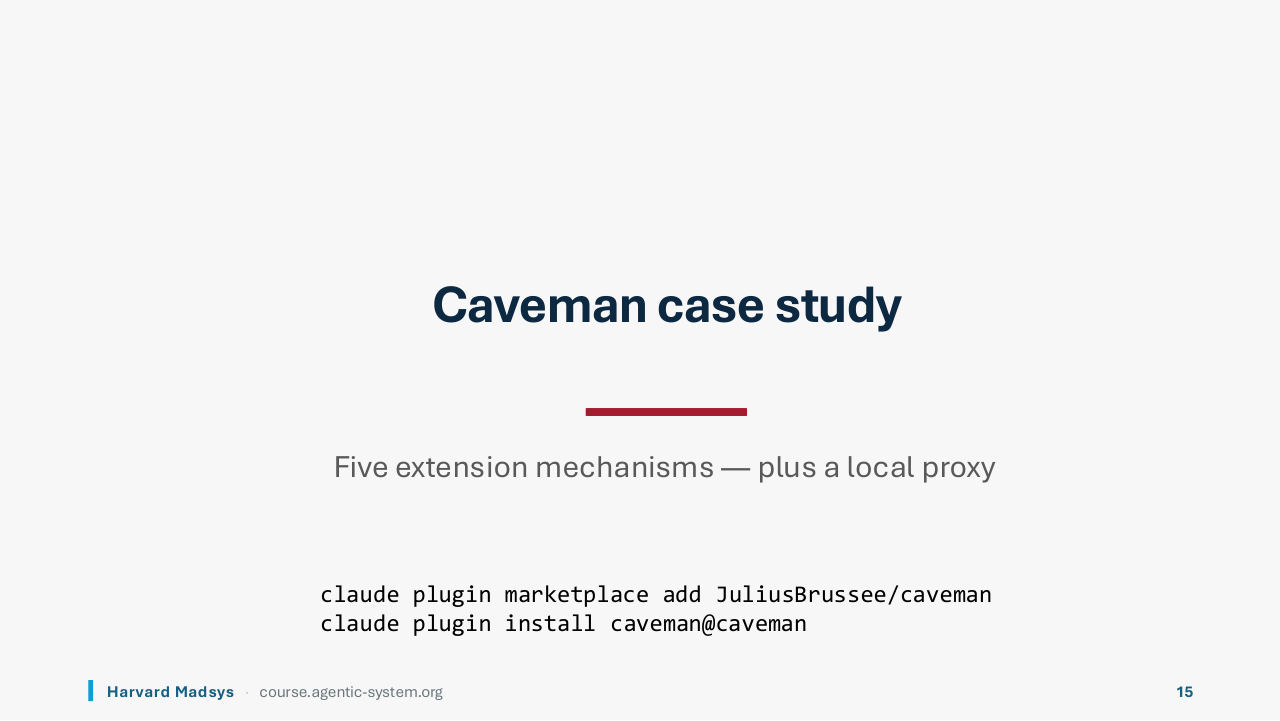 Caveman case study
Five extension mechanisms — plus a local proxy
claude plugin marketplace add JuliusBrussee/caveman
claude plugin install caveman@caveman
Harvard Madsys · course.agentic-system.org
15